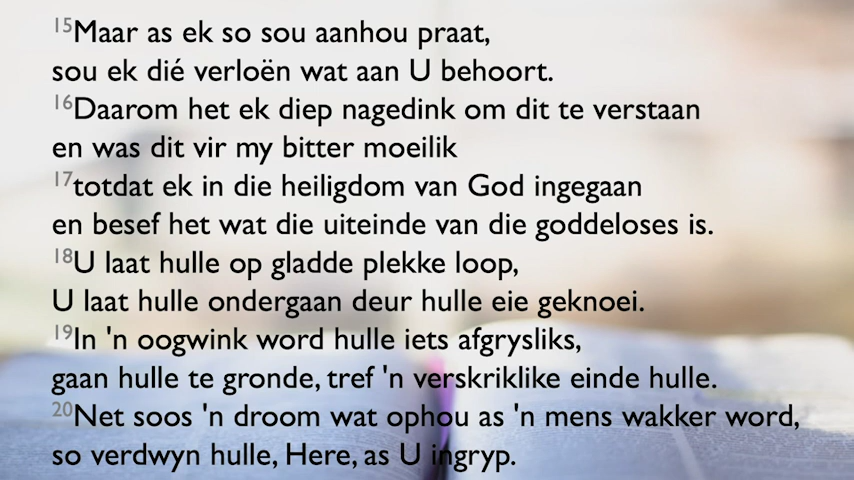 15Maar as ek so sou aanhou praat,
sou ek dié verloën wat aan U behoort.
16Daarom het ek diep nagedink om dit te verstaan
en was dit vir my bitter moeilik
17totdat ek in die heiligdom van God ingegaan
en besef het wat die uiteinde van die goddeloses is.
18U laat hulle op gladde plekke loop,
U laat hulle ondergaan deur hulle eie geknoei.
19In 'n oogwink word hulle iets afgrysliks,
gaan hulle te gronde, tref 'n verskriklike einde hulle.
20Net soos 'n droom wat ophou as 'n mens wakker word,
so verdwyn hulle, Here, as U ingryp.